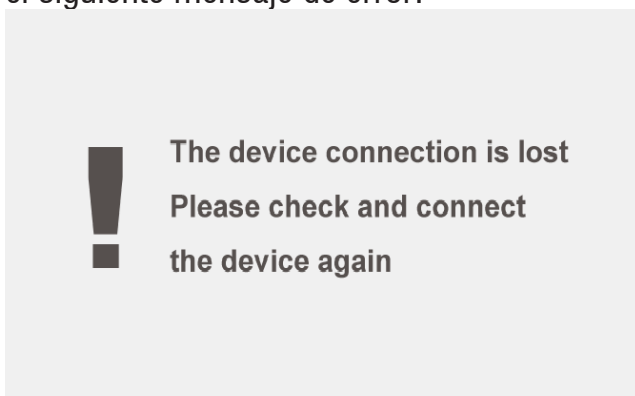 el siguiente mensaje de error:
The device connection is lost
Please check and connect
the device again